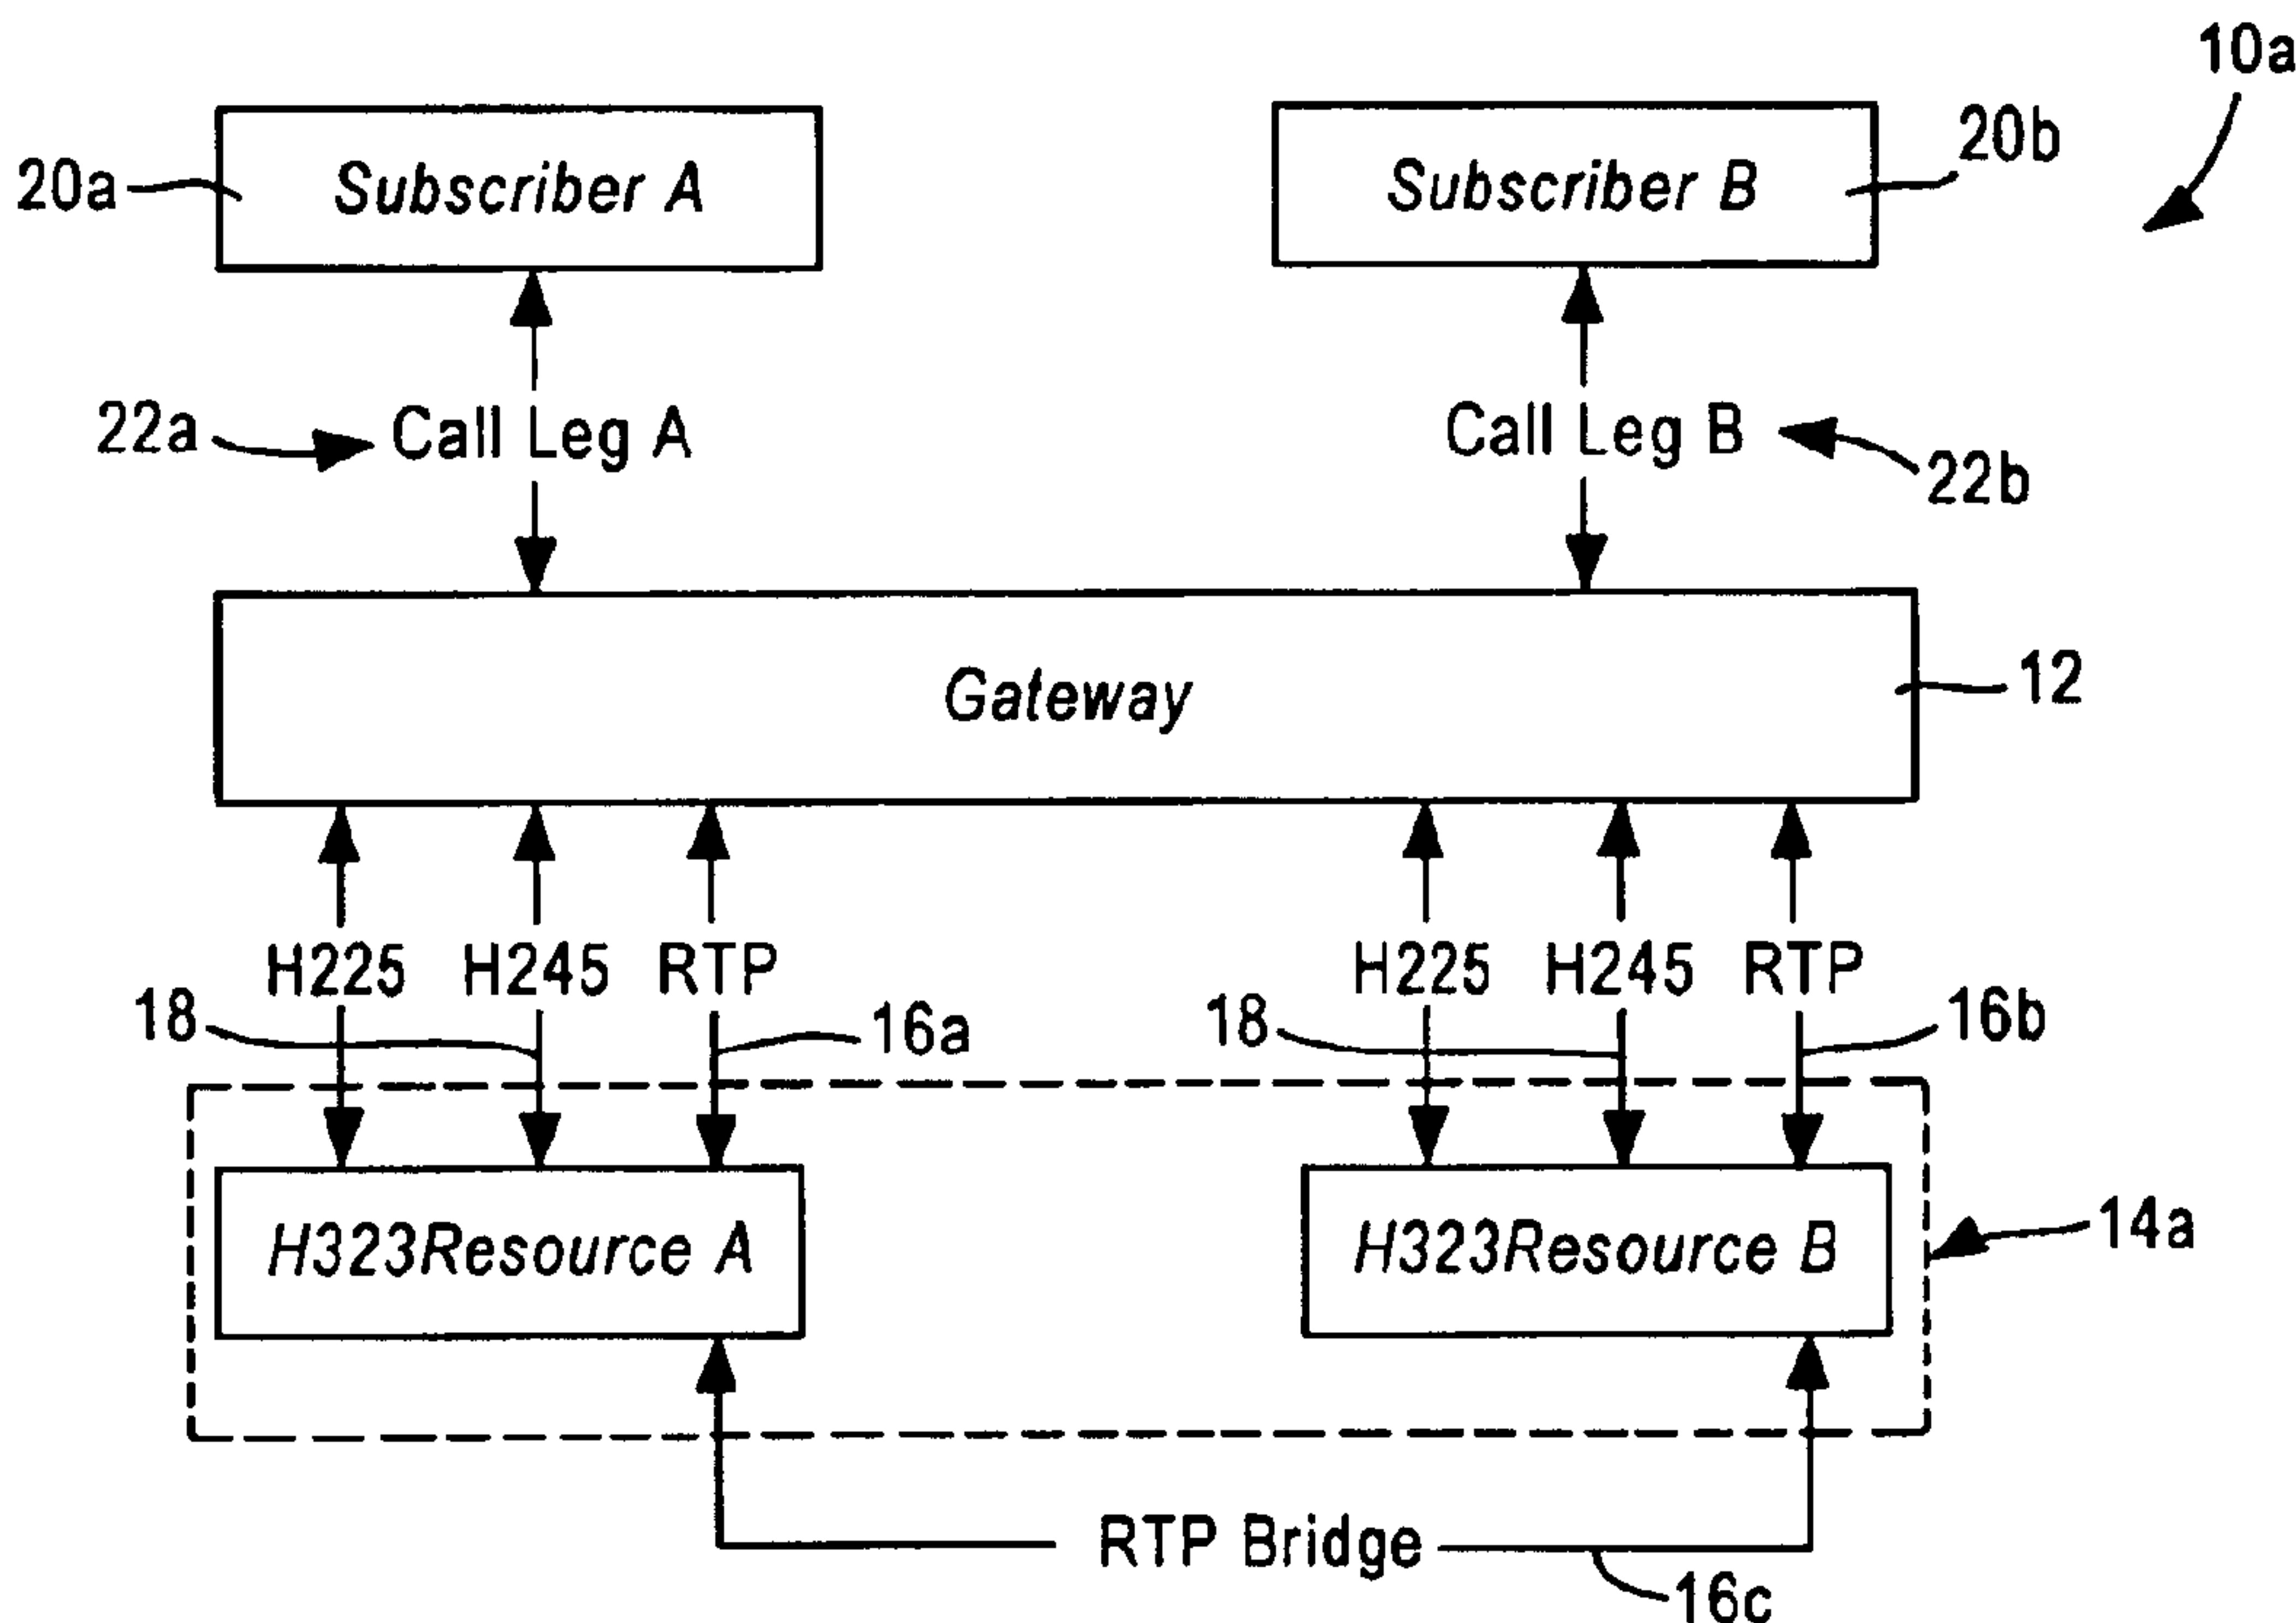 10a
20a
Subscriber A
Subscriber B
20b
22a
Call Leg A
Call Leg B
22b
Gateway
12
H225 H245 RTP
H225 H245 RTP
18
16a
18
16b
H323Resource A
H323Resource B
14a
RTP Bridge
16c